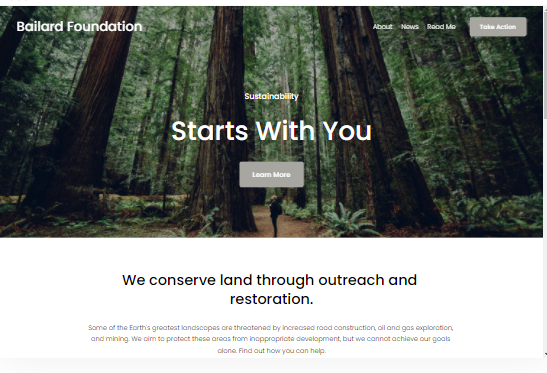 Bailard Foundation
About News Read Me Take Action
Sustainability
Starts With You
Learn More
We conserve land through outreach and
restoration.
Some of the Earth's greatest landscapes are threatened by increased road construction, oil and gas exploration,
and mining. We aim to protect these areas from inappropriate development, but we cannot achieve our goals
alone. Find out how you can help.